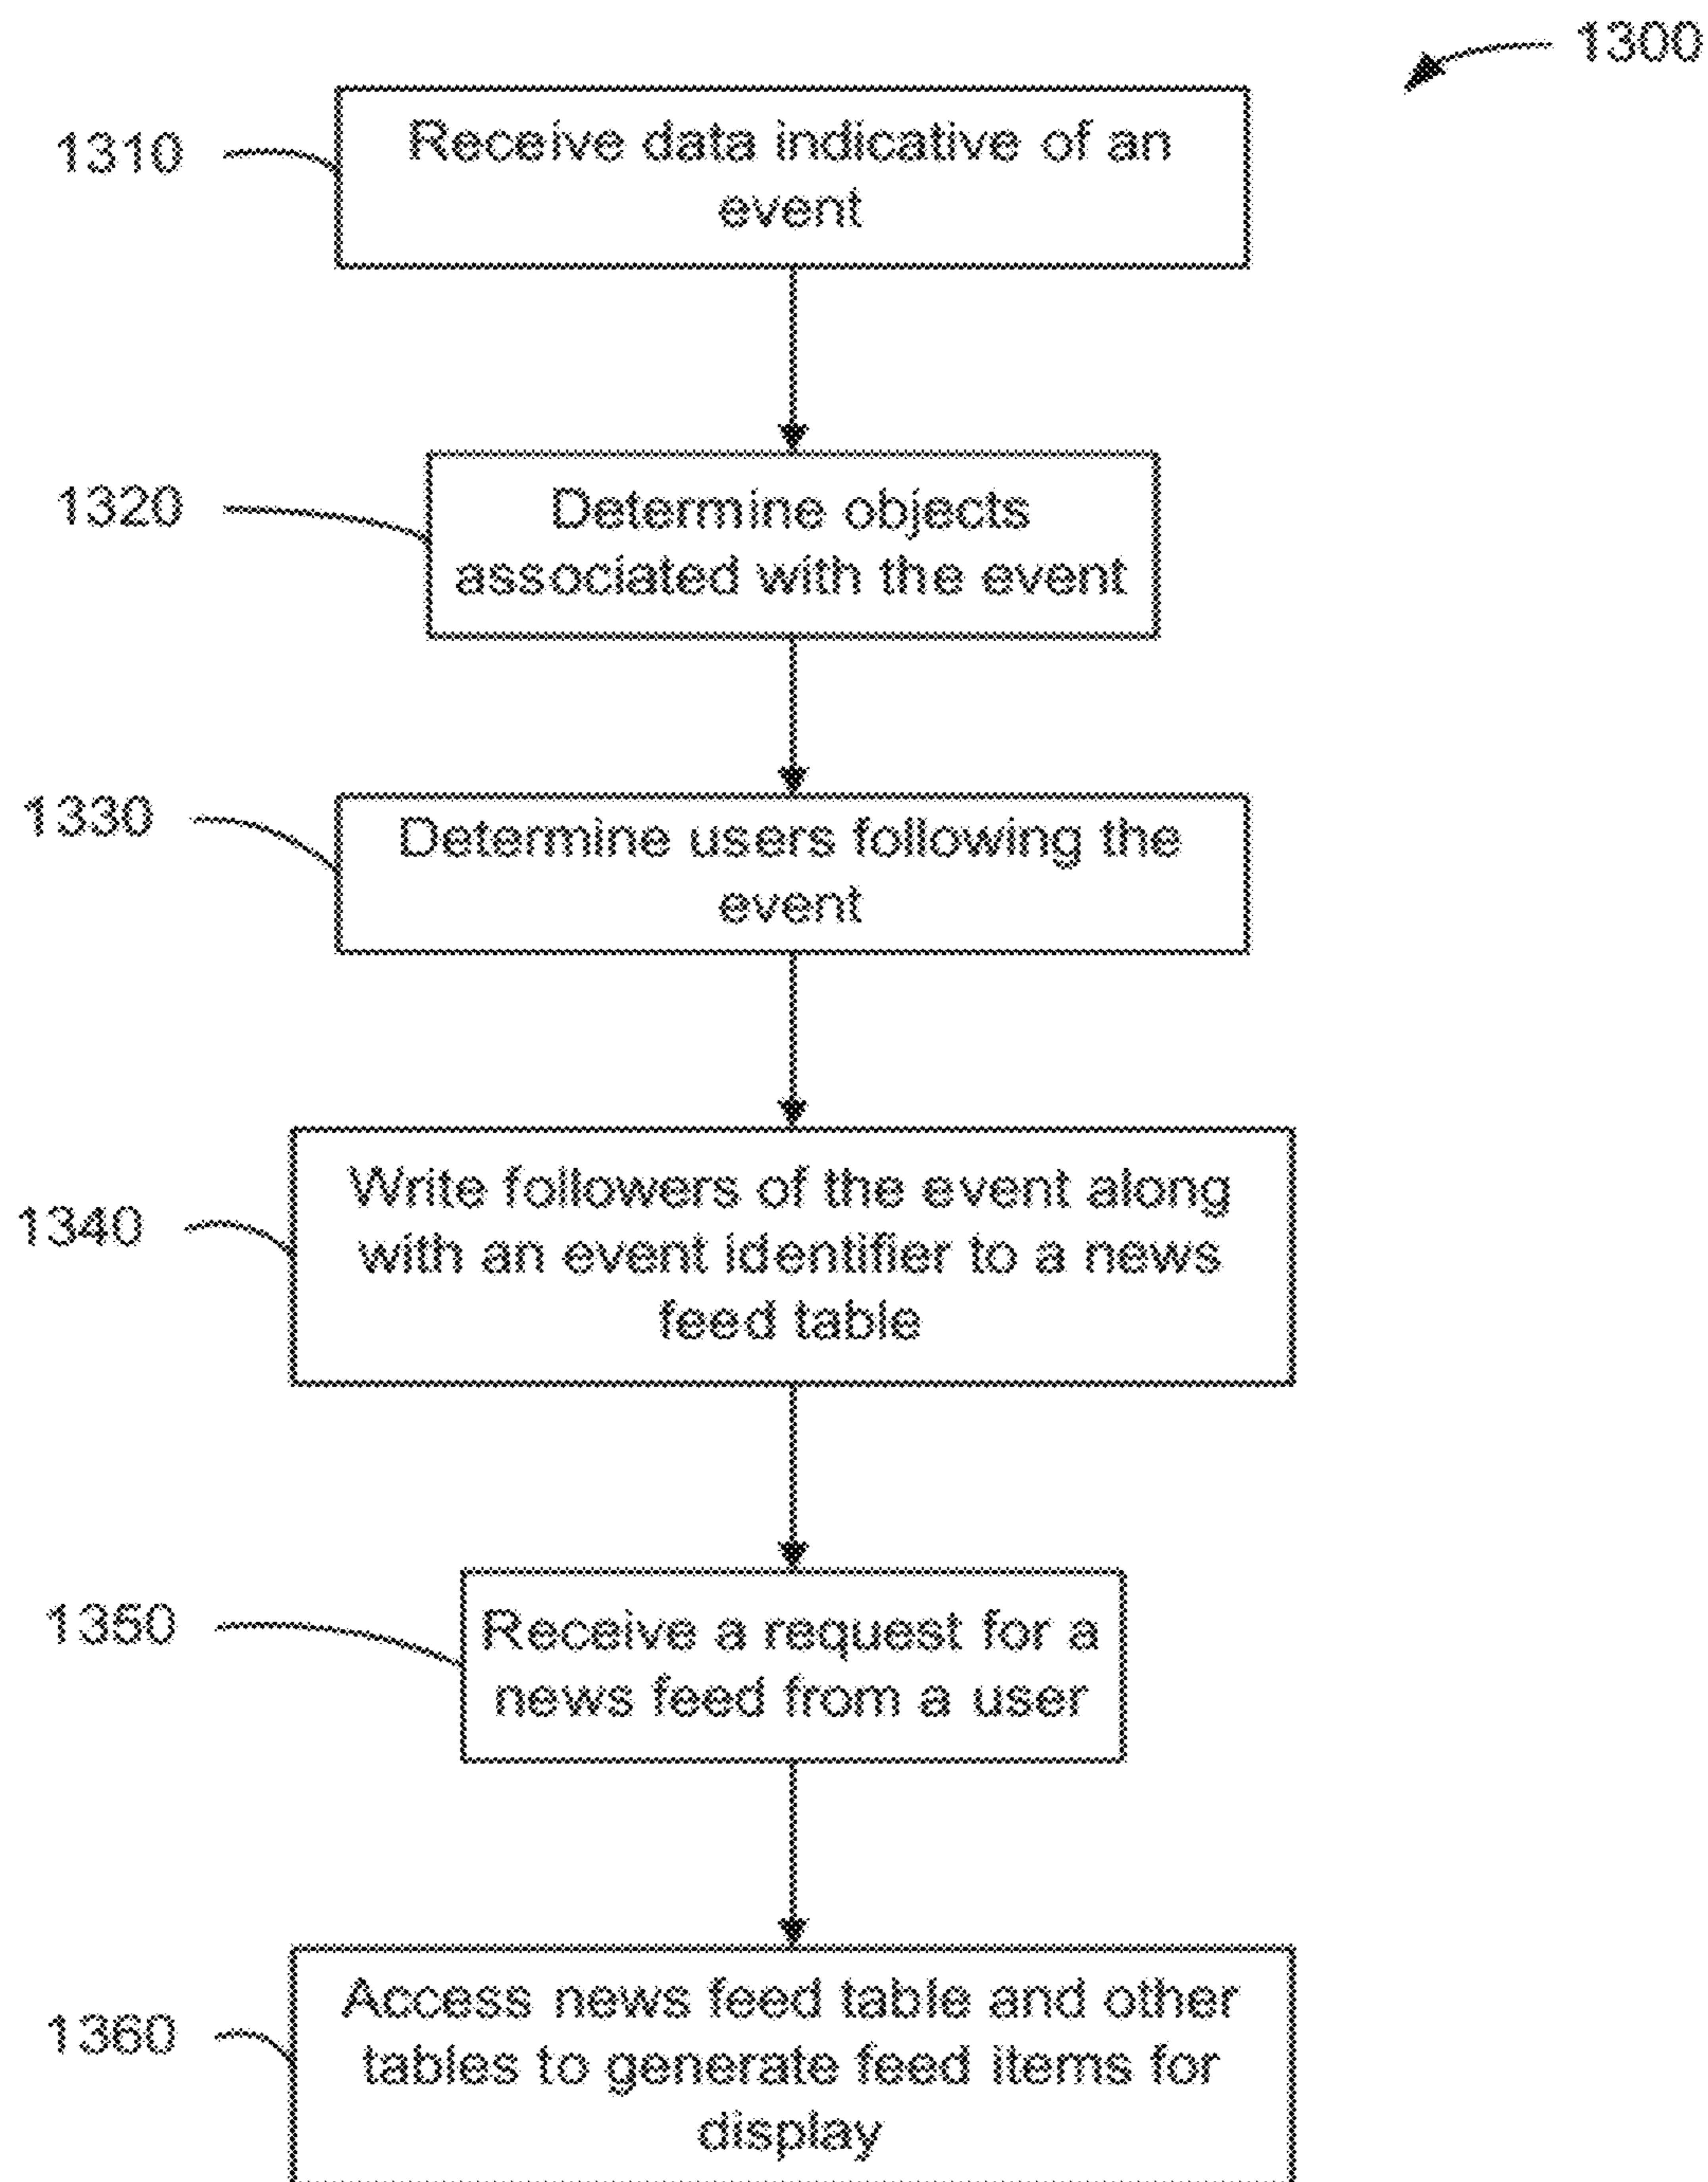 1300
1310
Receive data indicative of an
event
1320
Determine objects
associated with the event
1330
Determine users following the
event
1340
Write followers of the event along
with an event identifier to a news
feed table
1350
Receive a request for a
news feed from a user
1360
Access news feed table and other
tables to generate feed items for
display